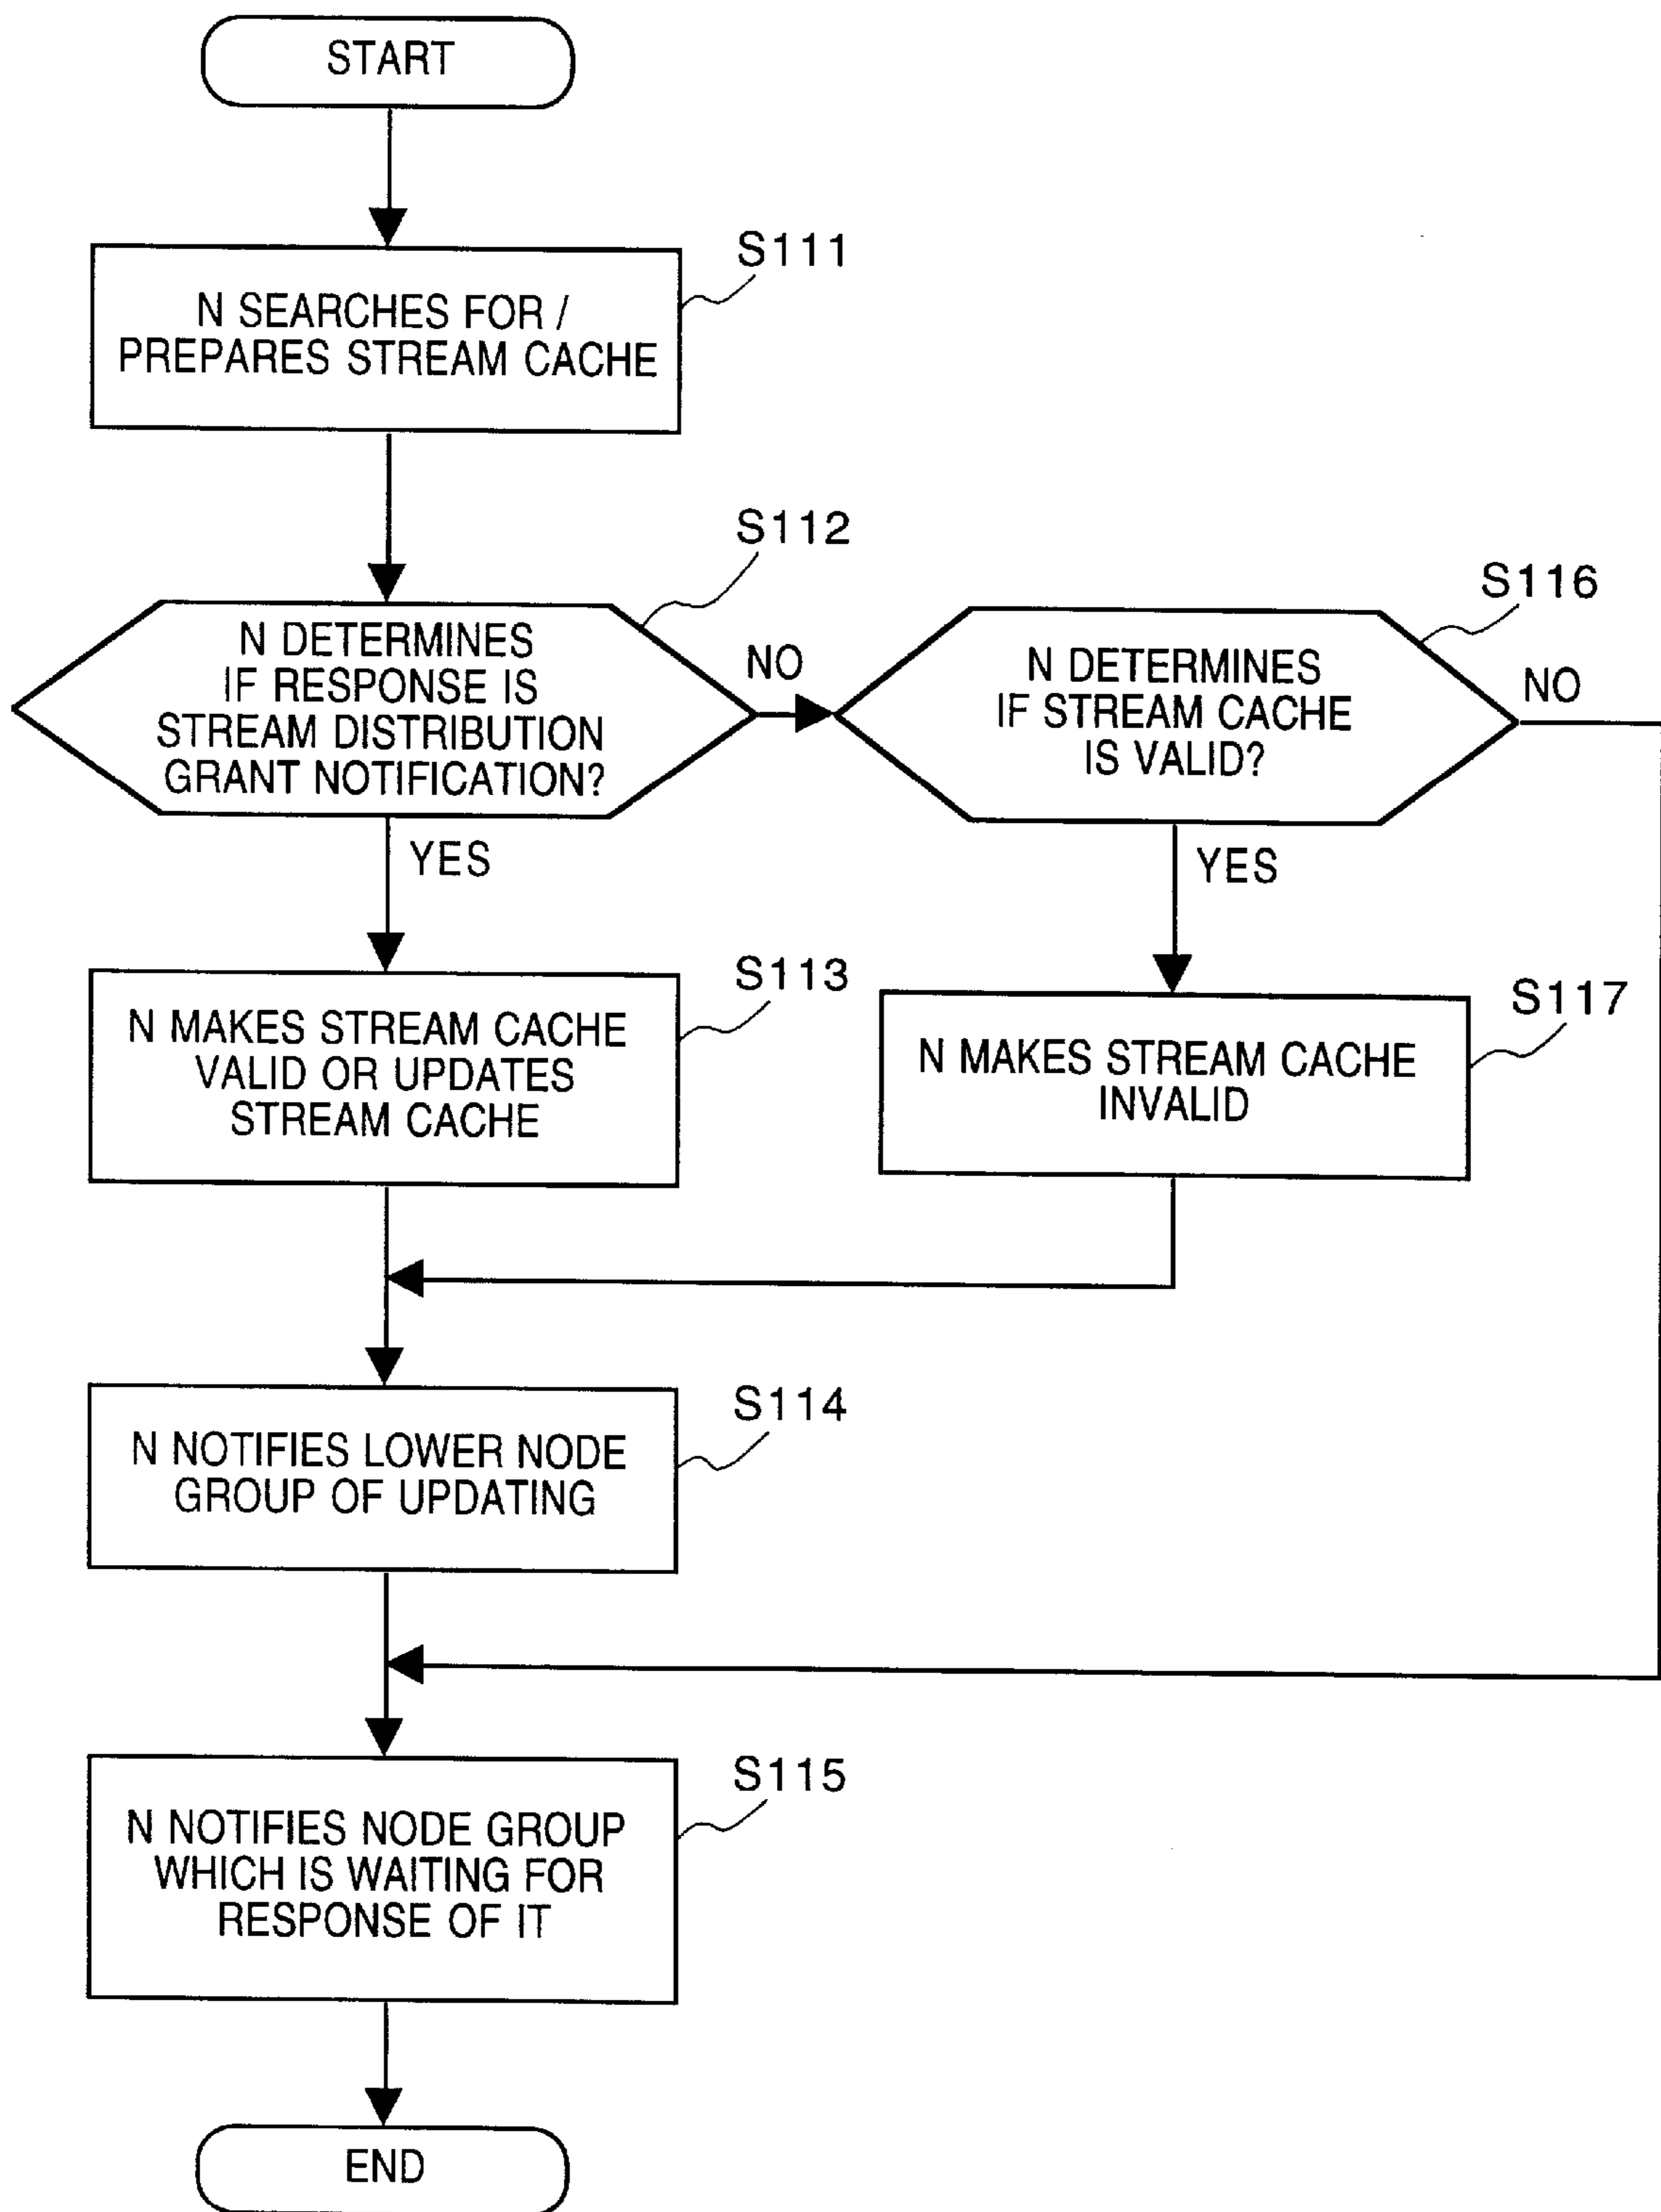 START
S111
N SEARCHES FOR /
PREPARES STREAM CACHE
S112
N DETERMINES
IF RESPONSE IS
STREAM DISTRIBUTION
GRANT NOTIFICATION?
NO
YES
S116
N DETERMINES
IF STREAM CACHE
IS VALID?
NO
YES
S113
N MAKES STREAM CACHE
VALID OR UPDATES
STREAM CACHE
S117
N MAKES STREAM CACHE
INVALID
S114
N NOTIFIES LOWER NODE
GROUP OF UPDATING
S115
N NOTIFIES NODE GROUP
WHICH IS WAITING FOR
RESPONSE OF IT
END